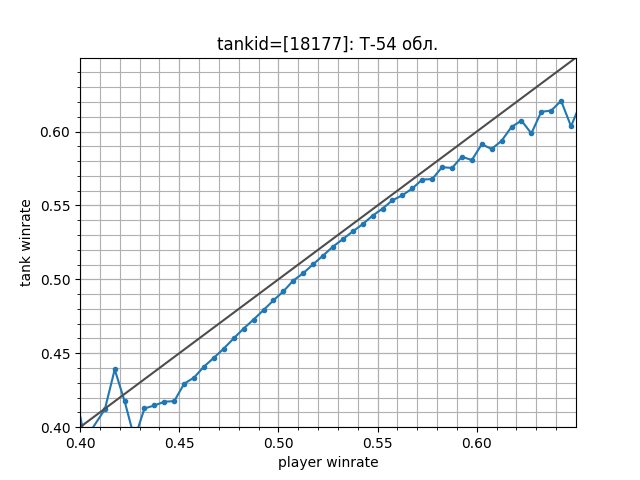 tankid=[18177]: Т-54 обл.
tank winrate
0.60
0.55
0.50
0.45
0.40
0.40 0.45 0.50 0.55 0.60
player winrate